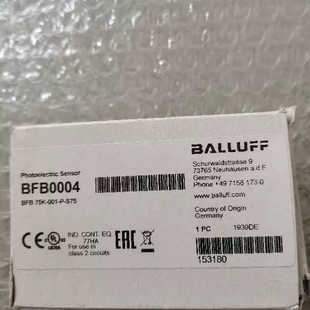 Photoelectric Sensor
BFB0004
BFB 75K-001-P-S75
IND. CONT. EQ.
77HA
For use in
class 2 circuits
BALLUFF
Schurwaldstrasse 9
73765 Neuhausen a.d.F.
Germany
Phone +49 7158 173-0
www.balluff.com
Country of Origin
Germany
1 PC 1939DE
153180